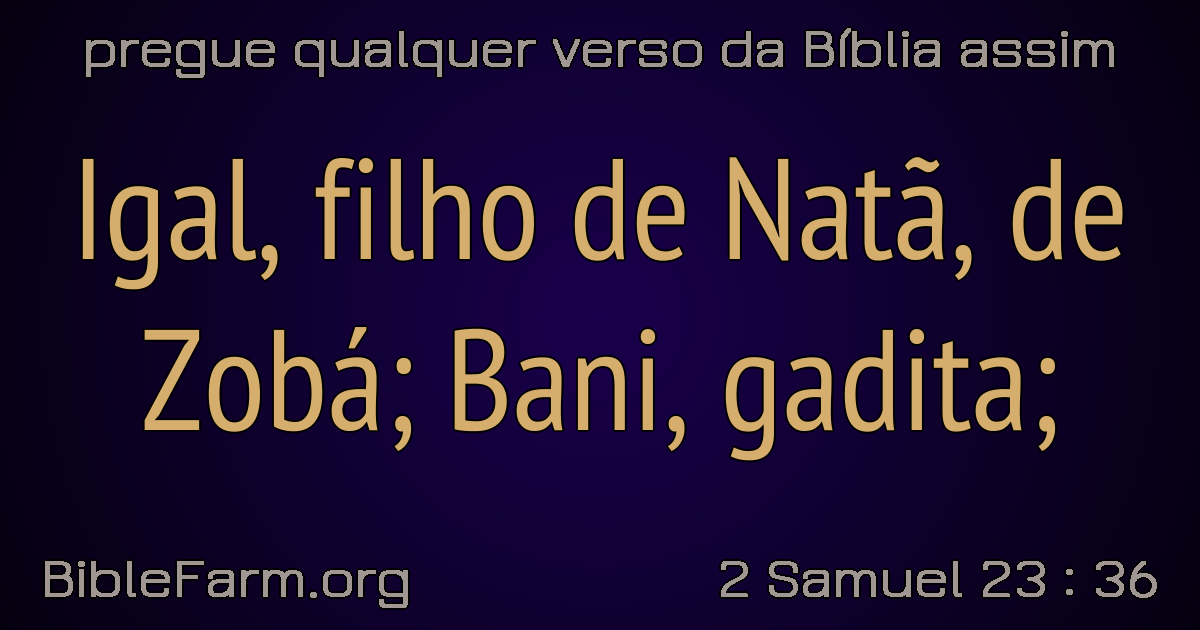 pregue qualquer verso da Bíblia assim
Igal, filho de Natã, de
Zobá; Bani, gadita;
BibleFarm.org
2 Samuel 23 : 36